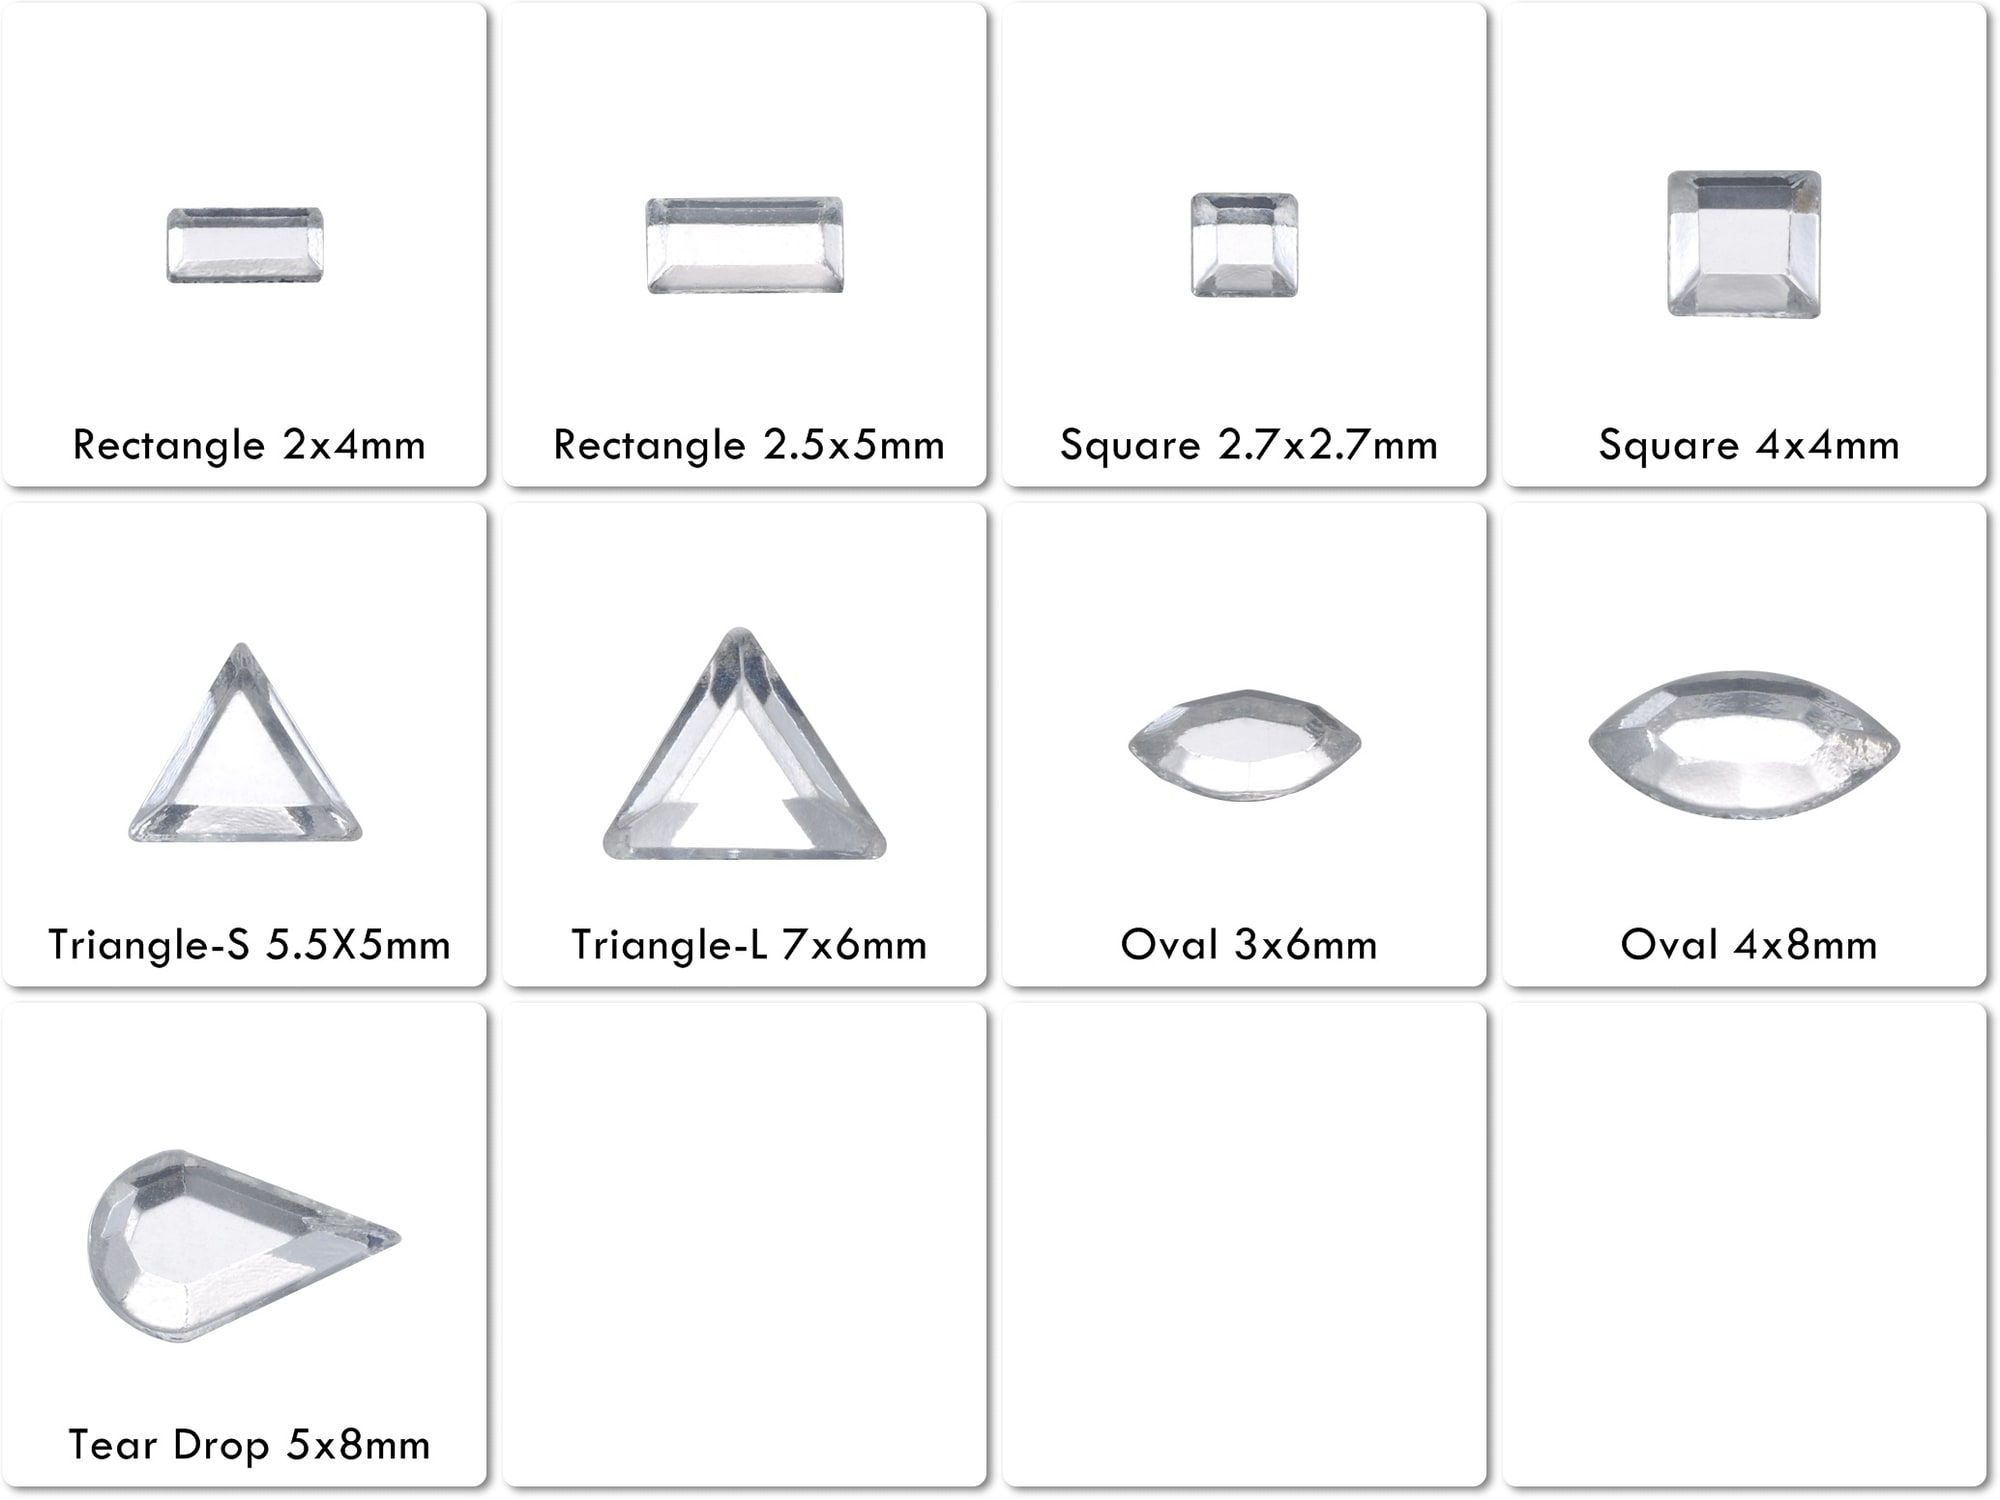 Rectangle 2x4mm
Rectangle 2.5x5mm
Square 2.7x2.7mm
Square 4x4mm
Triangle-S 5.5X5mm
Triangle-L 7x6mm
Oval 3x6mm
Oval 4x8mm
Tear Drop 5x8mm